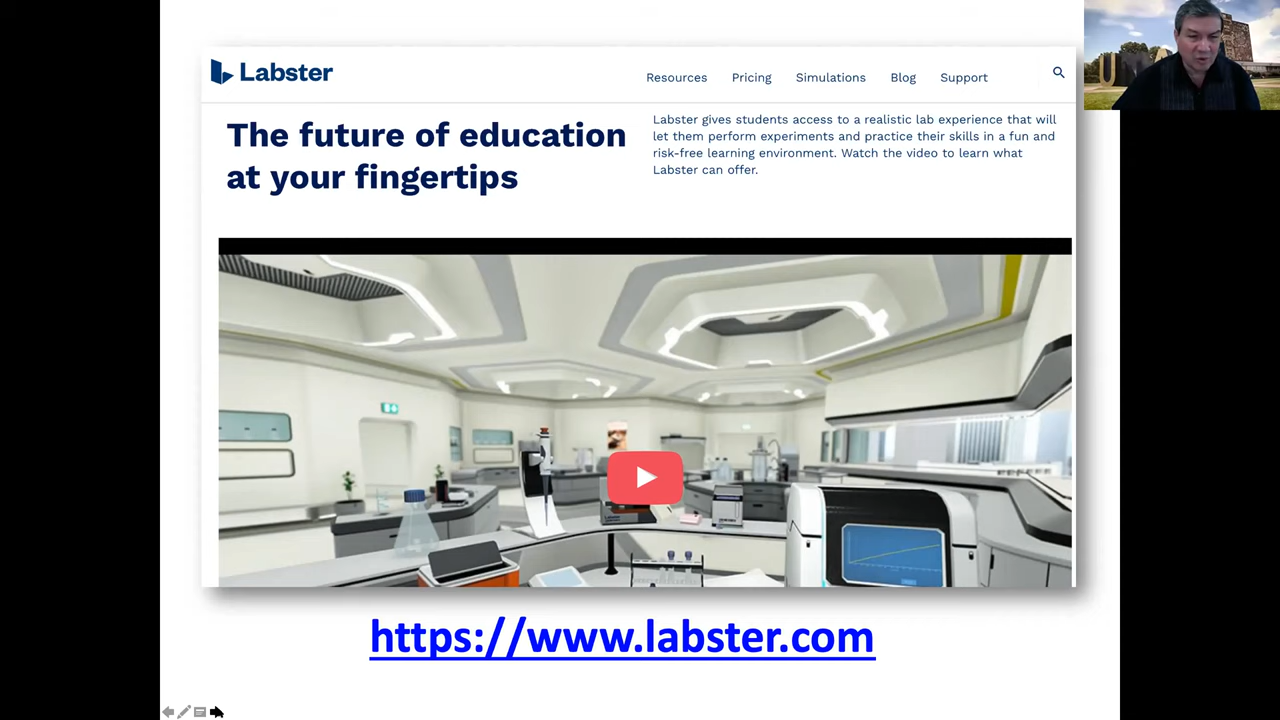 Labster
Resources Pricing Simulations Blog Support
The future of education
at your fingertips
Labster gives students access to a realistic lab experience that will
let them perform experiments and practice their skills in a fun and
risk-free learning environment. Watch the video to learn what
Labster can offer.
https://www.labster.com